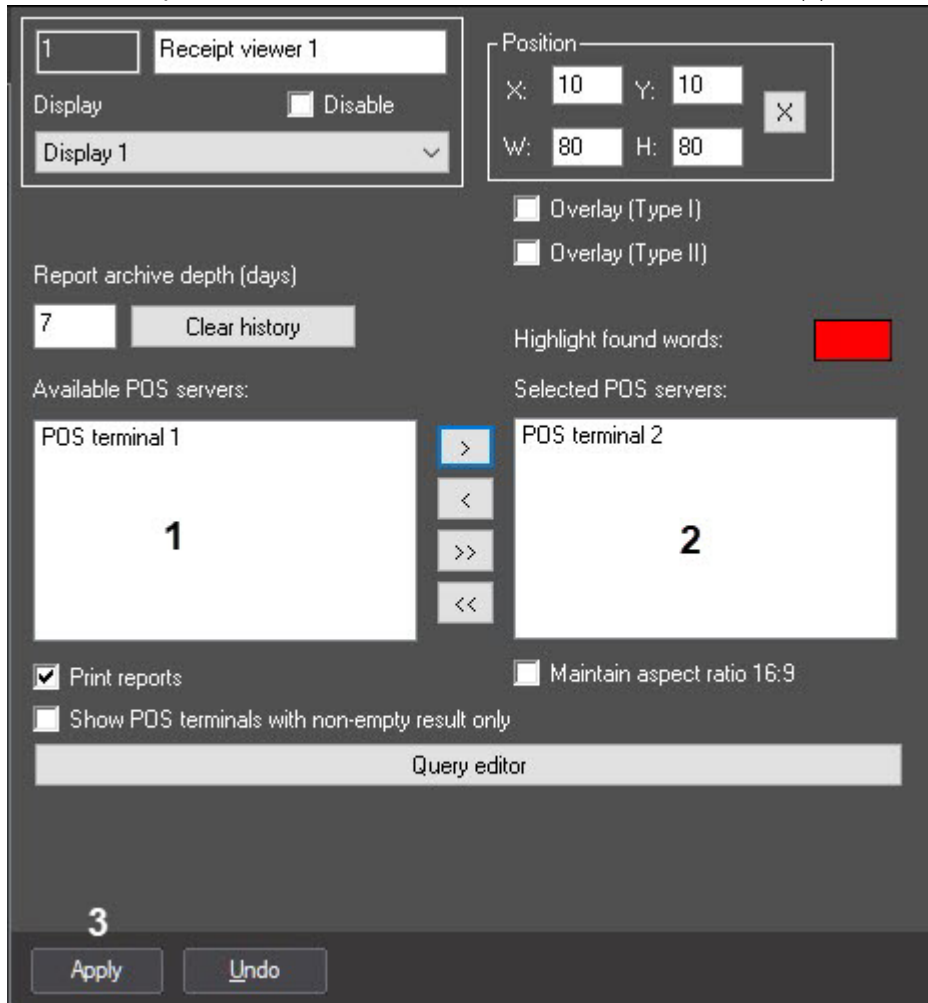 1 Receipt viewer 1
Display Disable
Display 1
Position
X: 10 Y: 10 X
W: 80 H: 80
Overlay (Type I)
Overlay (Type II)
Report archive depth (days)
7 Clear history
Highlight found words:
Available POS servers:
Selected POS servers:
POS terminal 1
POS terminal 2
>
<
>>
<<
1
2
Print reports
Maintain aspect ratio 16:9
Show POS terminals with non-empty result only
Query editor
3
Apply Undo